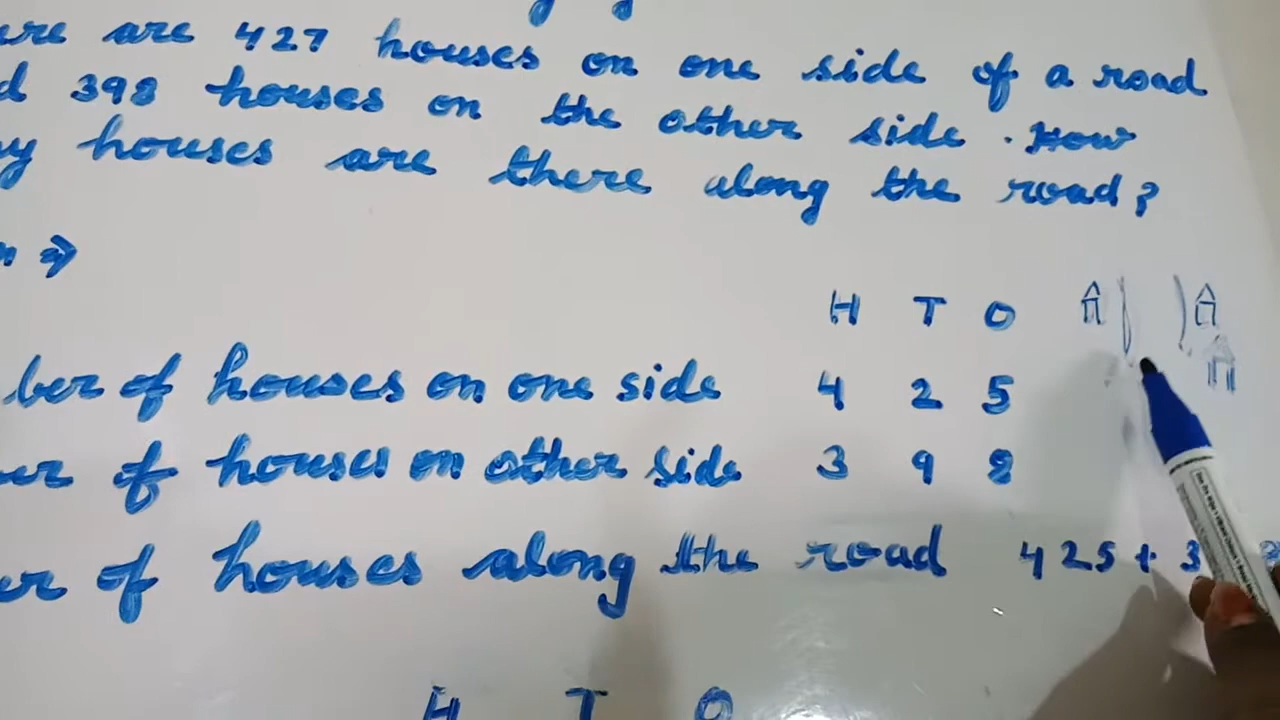 are 427 houses on one side of a road
398 houses on the other side. How
houses are there along the road?
H T O
of houses on one side 4 2 5
of houses on other side 3 9 8
of houses along the road 425 + 3
H T O